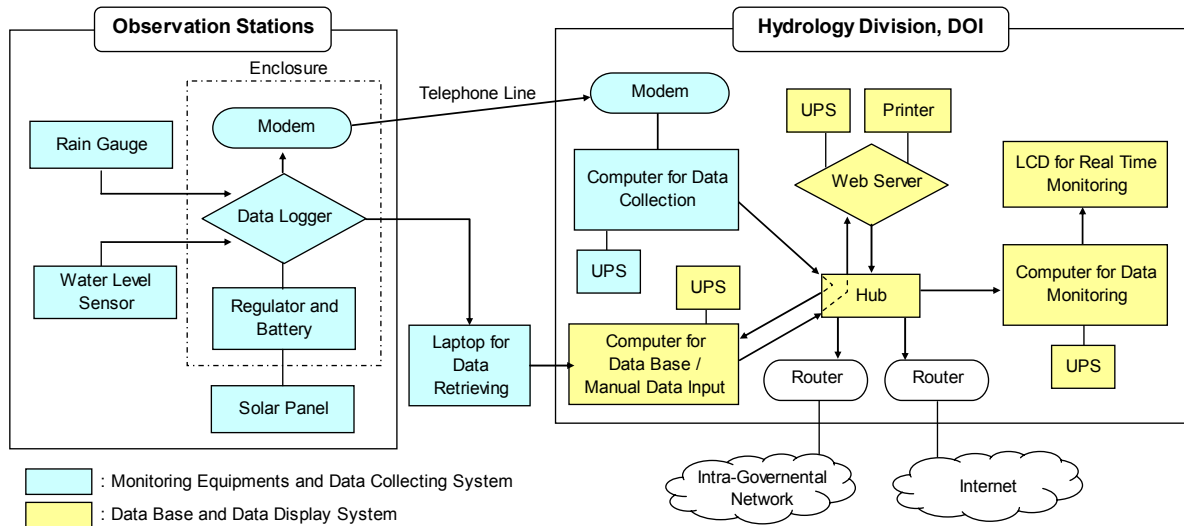 Observation Stations
Enclosure
Modem
Rain Gauge
Data Logger
Water Level
Sensor
Regulator and
Battery
Solar Panel
Telephone Line
Laptop for
Data
Retrieving
Hydrology Division, DOI
Modem
Computer for Data
Collection
UPS
UPS
Printer
Web Server
LCD for Real Time
Monitoring
UPS
Hub
Computer for Data
Monitoring
Computer for
Data Base /
Manual Data Input
UPS
Router
Router
Intra-Governental
Network
Internet
: Monitoring Equipments and Data Collecting System
: Data Base and Data Display System